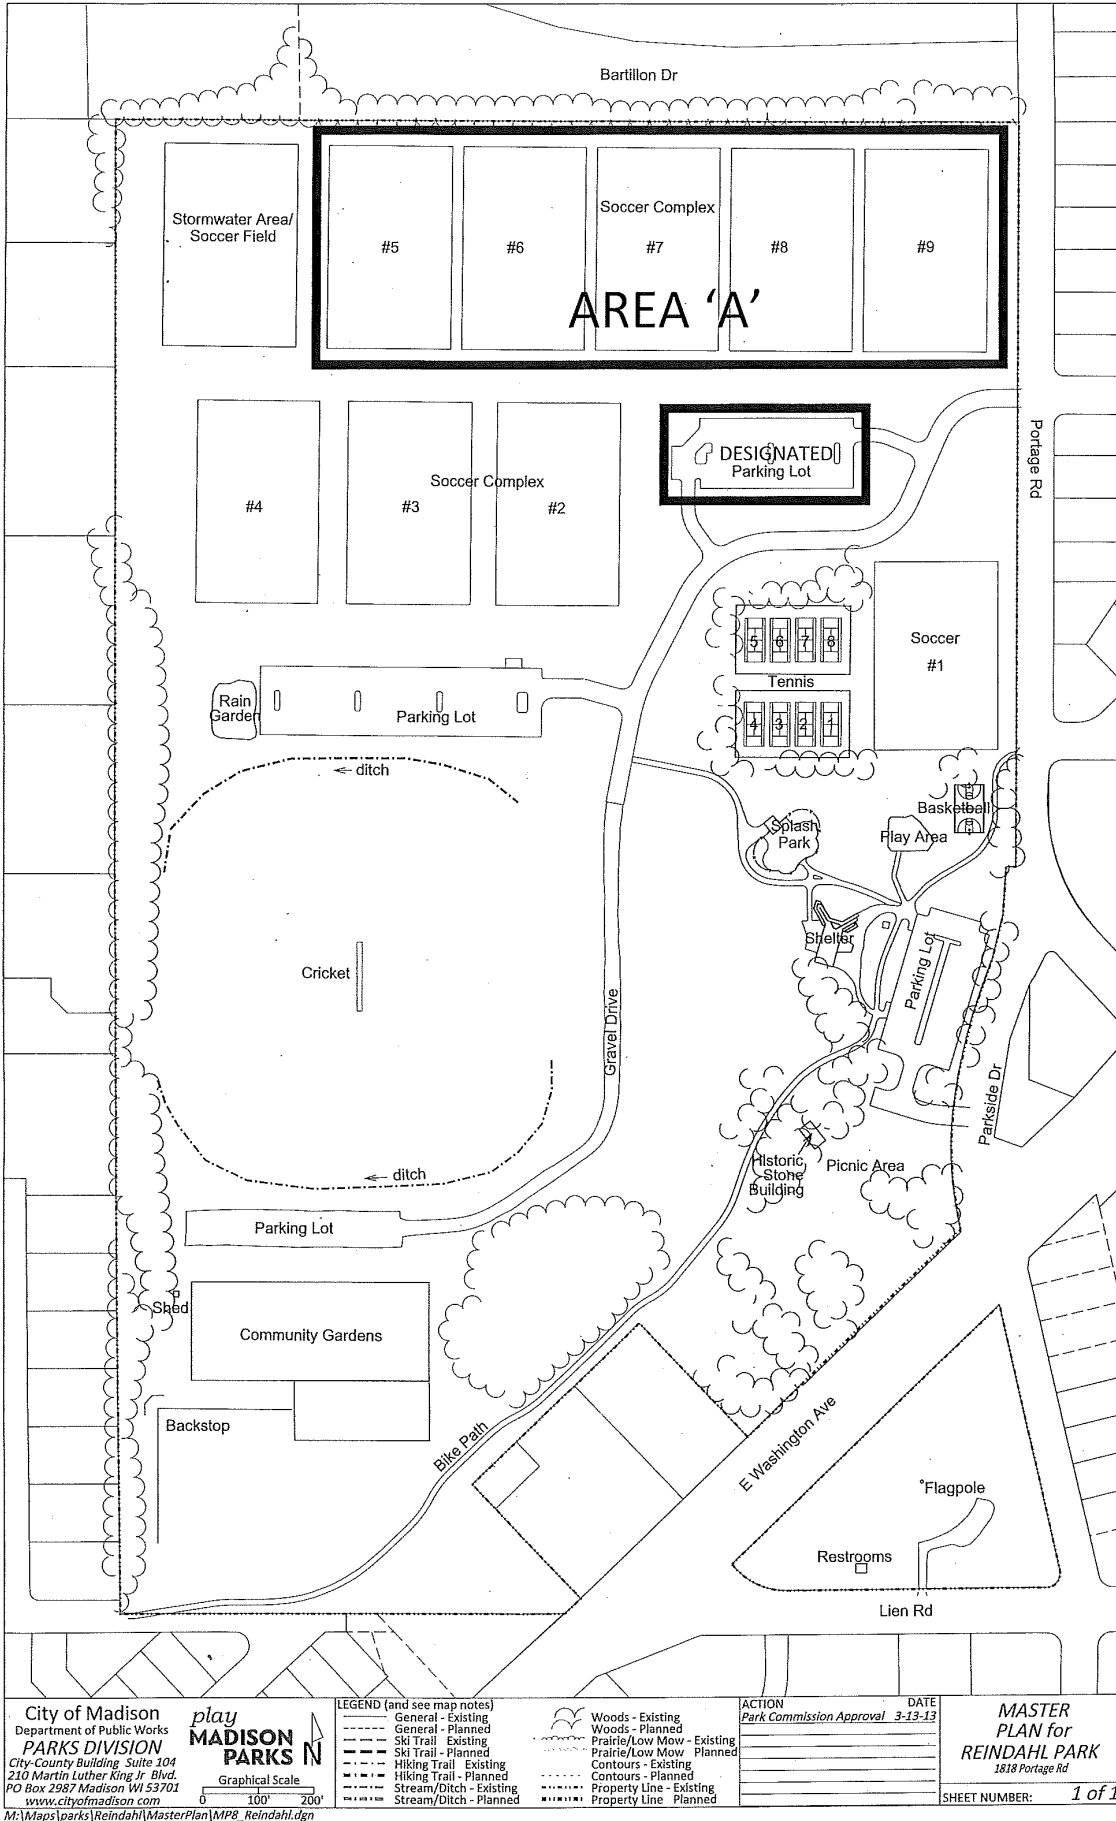 Bartillon Dr
Stormwater Area/
Soccer Field
Soccer Complex
#5
#6
#7
#8
#9
AREA ‘A’
Portage Rd
DESIGNATED
Parking Lot
Soccer Complex
#4
#3
#2
5 6 7 8
Tennis
4 3 2 1
Soccer
#1
Rain
Garden
Parking Lot
← ditch
Basketball
Splash
Park
Play Area
Shelter
Parking Lot
Cricket
Gravel Drive
Parkside Dr
Historic
Stone
Building
Picnic Area
← ditch
Parking Lot
Shed
Community Gardens
Backstop
Bike Path
E Washington Ave
Flagpole
Restrooms
Lien Rd
City of Madison
Department of Public Works
PARKS DIVISION
City-County Building Suite 104
210 Martin Luther King Jr Blvd.
PO Box 2987 Madison WI 53701
www.cityofmadison.com
play
MADISON
PARKS
N
Graphical Scale
0 100' 200'
LEGEND (and see map notes)
General - Existing
General - Planned
Ski Trail Existing
Ski Trail - Planned
Hiking Trail Existing
Hiking Trail - Planned
Stream/Ditch - Existing
Stream/Ditch - Planned
Woods - Existing
Woods - Planned
Prairie/Low Mow - Existing
Prairie/Low Mow Planned
Contours - Existing
Contours - Planned
Property Line - Existing
Property Line Planned
ACTION DATE
Park Commission Approval 3-13-13
MASTER
PLAN for
REINDAHL PARK
1818 Portage Rd
SHEET NUMBER: 1 of 1
M:\Maps\parks\Reindahl\MasterPlan\MP8_Reindahl.dgn